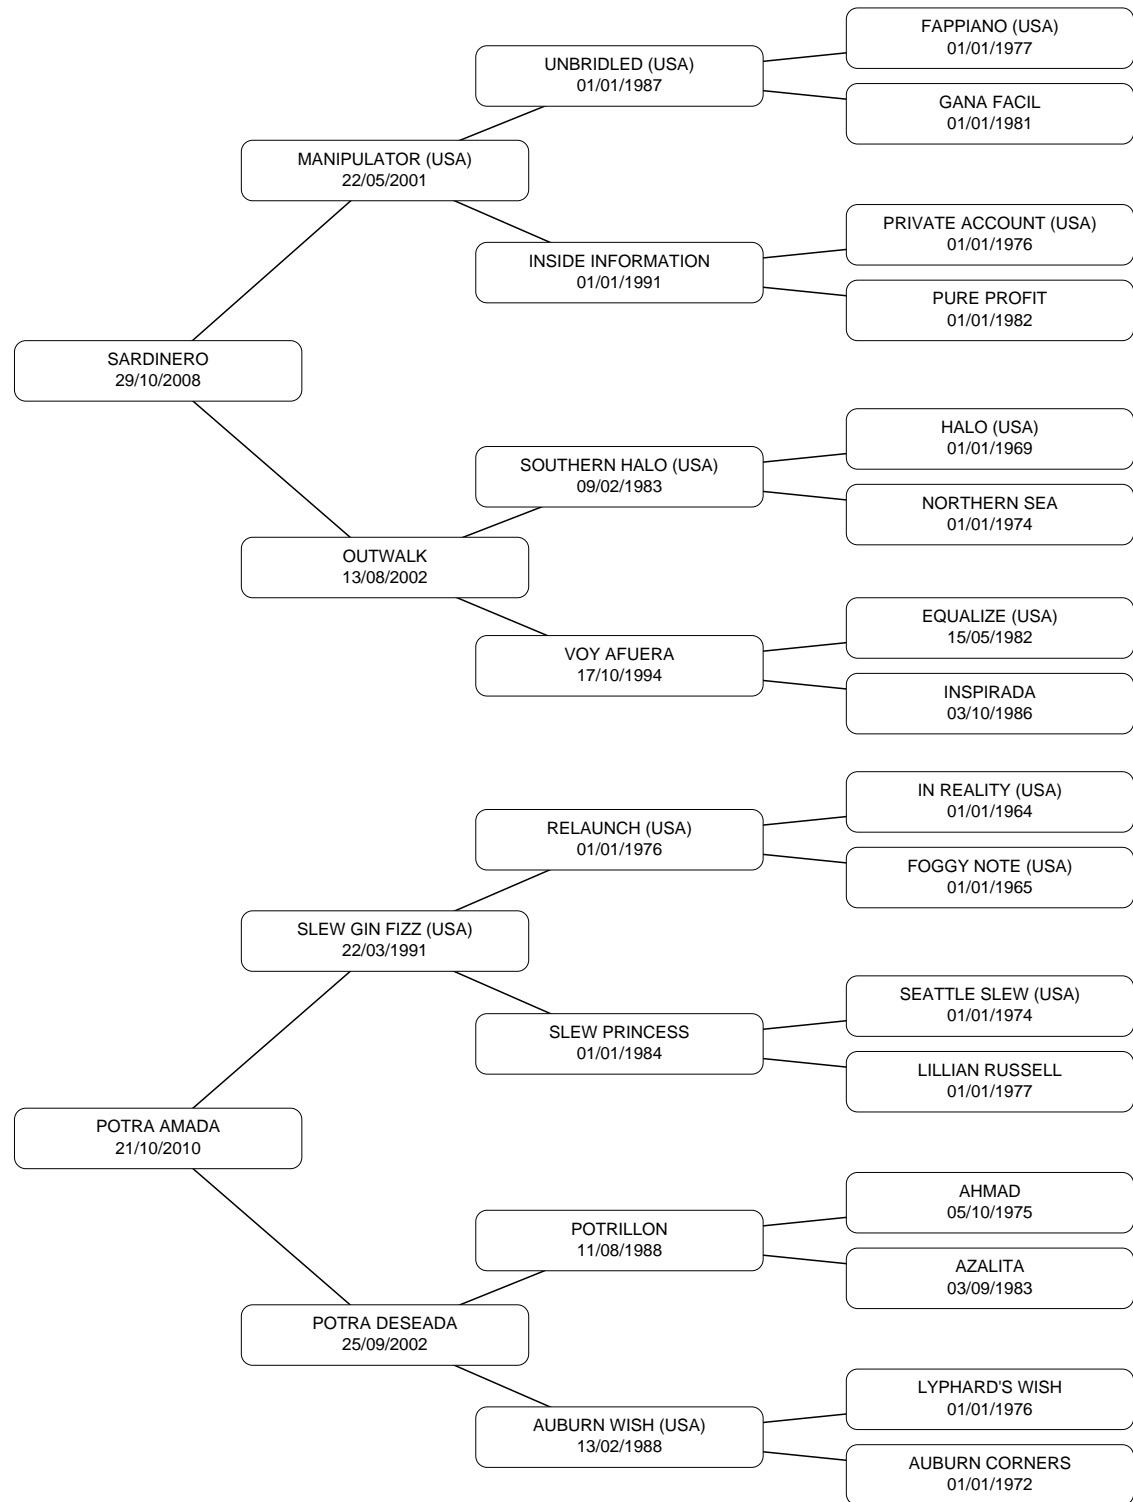 FAPPIANO (USA)
01/01/1977
UNBRIDLED (USA)
01/01/1987
GANA FACIL
01/01/1981
MANIPULATOR (USA)
22/05/2001
PRIVATE ACCOUNT (USA)
01/01/1976
INSIDE INFORMATION
01/01/1991
PURE PROFIT
01/01/1982
SARDINERO
29/10/2008
HALO (USA)
01/01/1969
SOUTHERN HALO (USA)
09/02/1983
NORTHERN SEA
01/01/1974
OUTWALK
13/08/2002
EQUALIZE (USA)
15/05/1982
VOY AFUERA
17/10/1994
INSPIRADA
03/10/1986
IN REALITY (USA)
01/01/1964
RELAUNCH (USA)
01/01/1976
FOGGY NOTE (USA)
01/01/1965
SLEW GIN FIZZ (USA)
22/03/1991
SEATTLE SLEW (USA)
01/01/1974
SLEW PRINCESS
01/01/1984
LILLIAN RUSSELL
01/01/1977
POTRA AMADA
21/10/2010
AHMAD
05/10/1975
POTRILLON
11/08/1988
AZALITA
03/09/1983
POTRA DESEADA
25/09/2002
LYPHARD'S WISH
01/01/1976
AUBURN WISH (USA)
13/02/1988
AUBURN CORNERS
01/01/1972